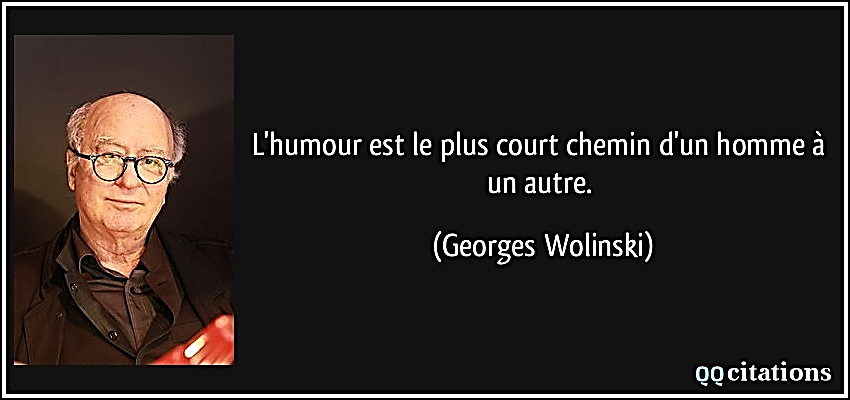 L'humour est le plus court chemin d'un homme à
un autre.
(Georges Wolinski)
QQcitations